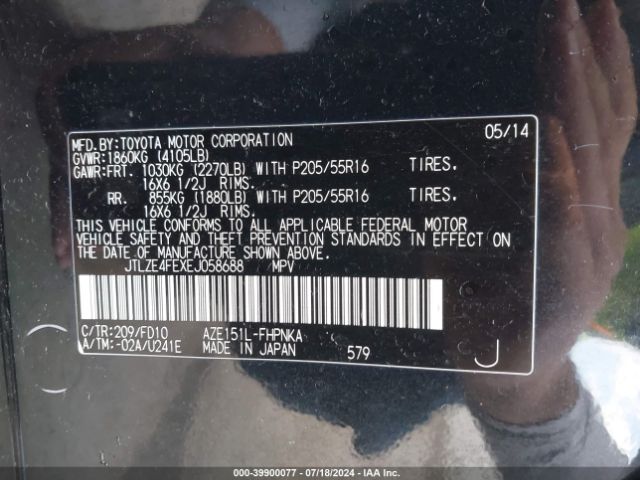 MFD.BY:TOYOTA MOTOR CORPORATION 05/14
GVWR:1860KG (4105LB)
GAWR:FRT. 1030KG (2270LB) WITH P205/55R16 TIRES.
16X6 1/2J RIMS.
RR. 855KG (1880LB) WITH P205/55R16 TIRES.
16X6 1/2J RIMS.
THIS VEHICLE CONFORMS TO ALL APPLICABLE FEDERAL MOTOR
VEHICLE SAFETY AND THEFT PREVENTION STANDARDS IN EFFECT ON
THE DATE OF MANUFACTURE SHOWN ABOVE.
JTLZE4FEXEJ058688 MPV
C/TR:209/FD10 AZE151L-FHPNKA
A/TM:-02A/U241E MADE IN JAPAN 579 J
000-39900077 - 07/18/2024 - IAA Inc.